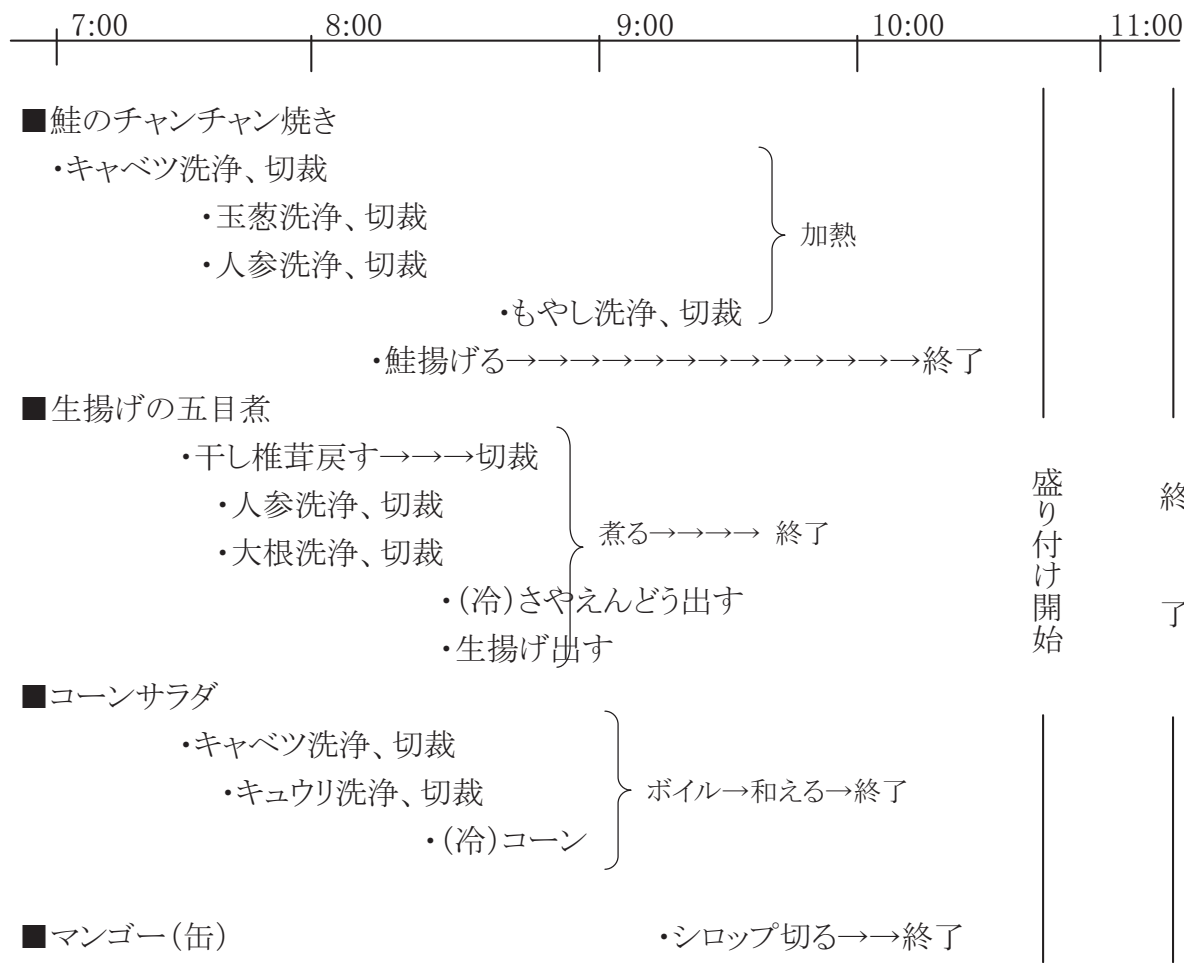 7:00 8:00 9:00 10:00 11:00
■鮭のチャンチャン焼き
・キャベツ洗浄、切裁
・玉葱洗浄、切裁
加熱
・人参洗浄、切裁
・もやし洗浄、切裁
・鮭揚げる→→→→→→→→→→→→→終了
■生揚げの五目煮
・干し椎茸戻す→→→切裁
・人参洗浄、切裁
煮る→→→→ 終了
・大根洗浄、切裁
・(冷)さやえんどう出す
・生揚げ出す
盛り付け開始
終了
■コーンサラダ
・キャベツ洗浄、切裁
・キュウリ洗浄、切裁
ボイル→和える→終了
・(冷)コーン
■マンゴー(缶) ・シロップ切る→→終了